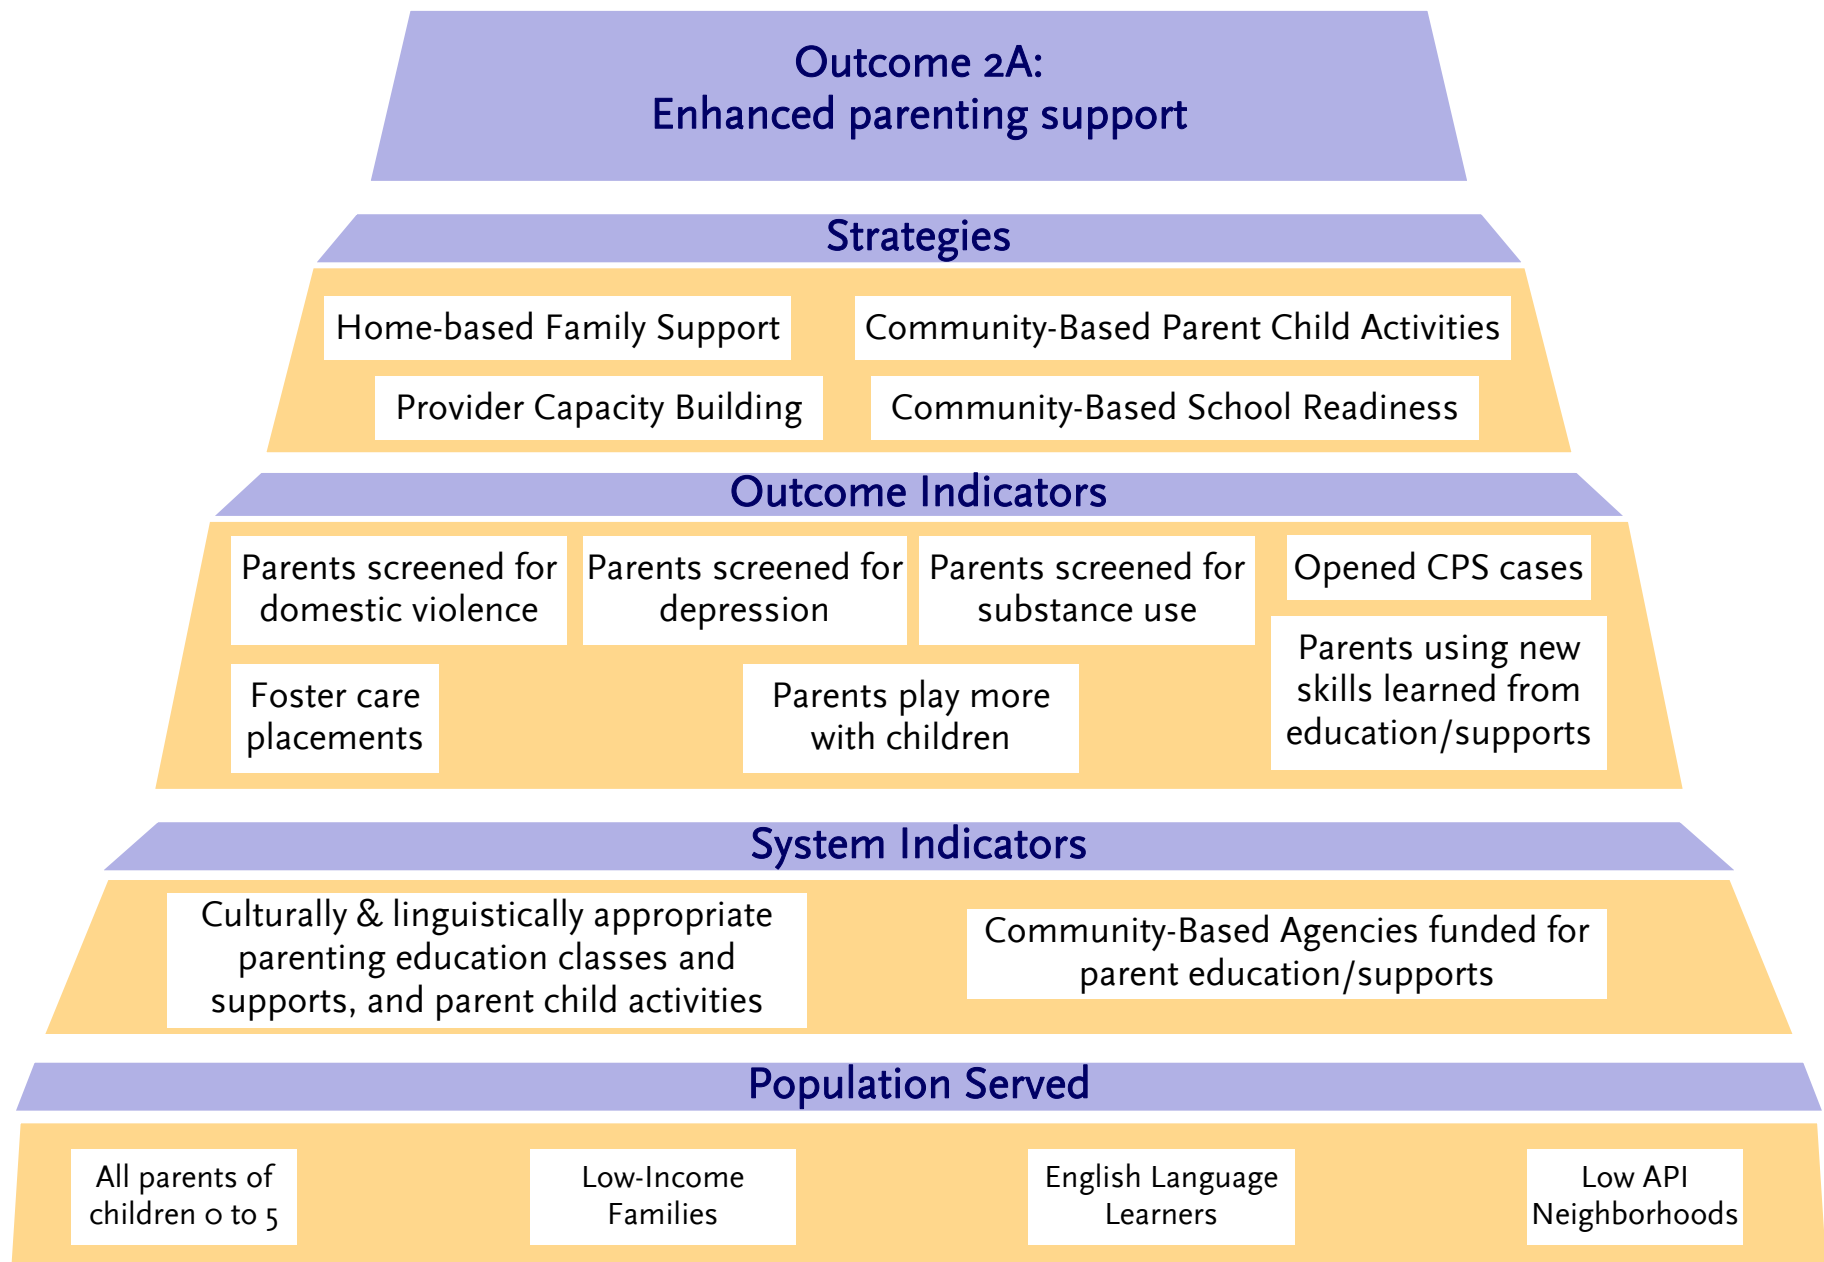 Outcome 2A:
Enhanced parenting support
Strategies
Home-based Family Support
Community-Based Parent Child Activities
Provider Capacity Building
Community-Based School Readiness
Outcome Indicators
Parents screened for
domestic violence
Parents screened for
depression
Parents screened for
substance use
Opened CPS cases
Foster care
placements
Parents play more
with children
Parents using new
skills learned from
education/supports
System Indicators
Culturally & linguistically appropriate
parenting education classes and
supports, and parent child activities
Community-Based Agencies funded for
parent education/supports
Population Served
All parents of
children 0 to 5
Low-Income
Families
English Language
Learners
Low API
Neighborhoods